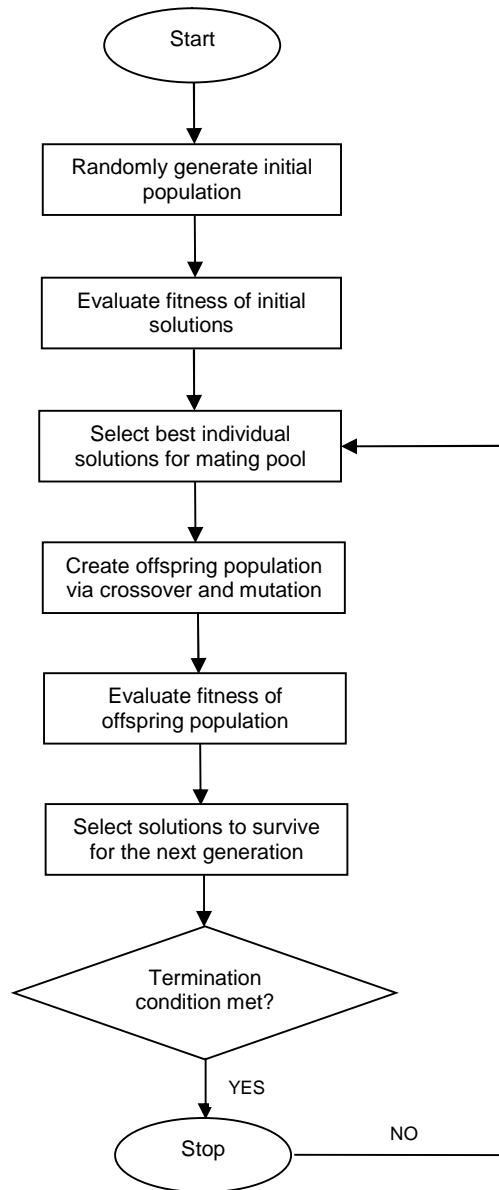 Start
Randomly generate initial
population
Evaluate fitness of initial
solutions
Select best individual
solutions for mating pool
Create offspring population
via crossover and mutation
Evaluate fitness of
offspring population
Select solutions to survive
for the next generation
Termination
condition met?
YES
Stop
NO